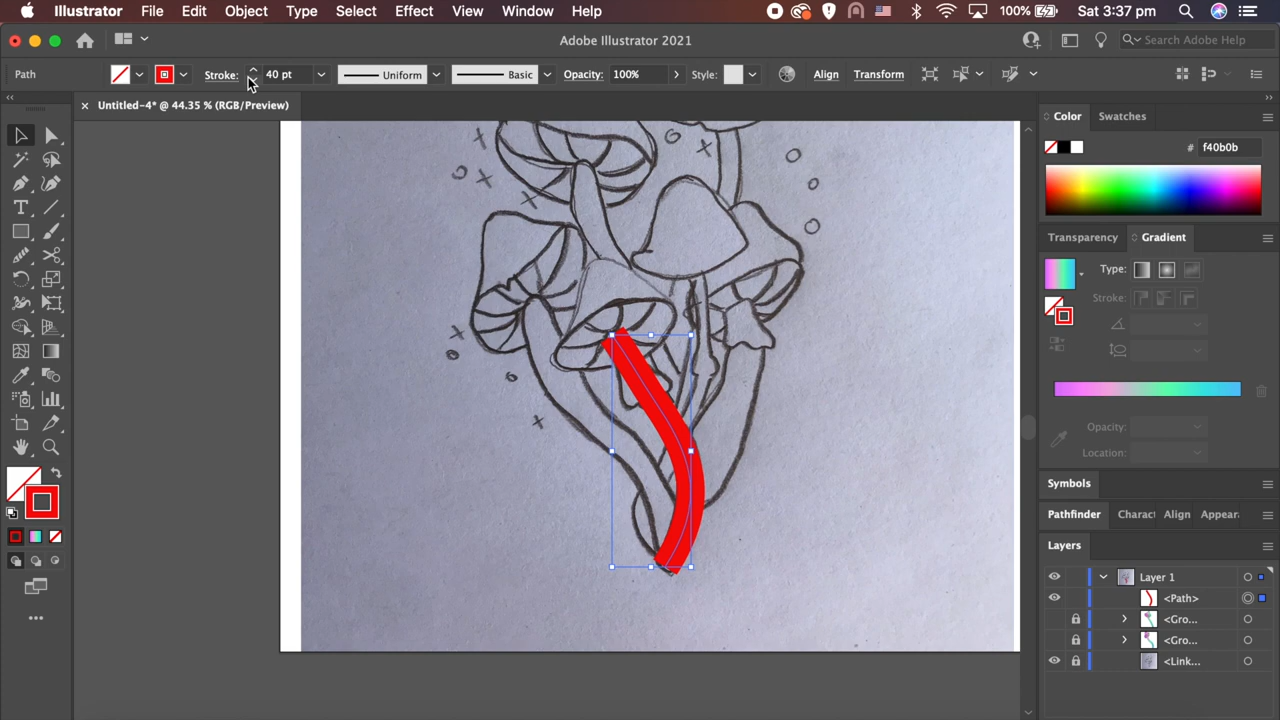 Illustrator File Edit Object Type Select Effect View Window Help 100% Sat 3:37 pm
Adobe Illustrator 2021 Search Adobe Help
Path Stroke: 40 pt Uniform Basic Opacity: 100% Style: Align Transform
× Untitled-4* @ 44.35 % (RGB/Preview)
Color Swatches
# f40b0b
Transparency Gradient
Type:
Stroke:
Opacity:
Location:
Symbols
Pathfinder Charact Align Appear
Layers
Layer 1
<Path>
<Gro...
<Gro...
<Link...